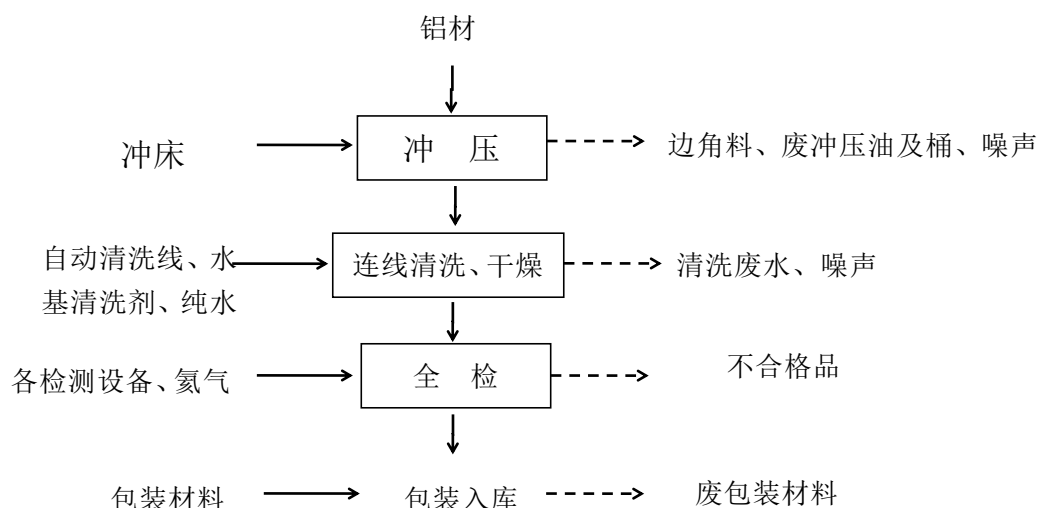 铝材
冲床
冲 压
边角料、废冲压油及桶、噪声
自动清洗线、水
基清洗剂、纯水
连线清洗、干燥
清洗废水、噪声
各检测设备、氦气
全 检
不合格品
包装材料
包装入库
废包装材料